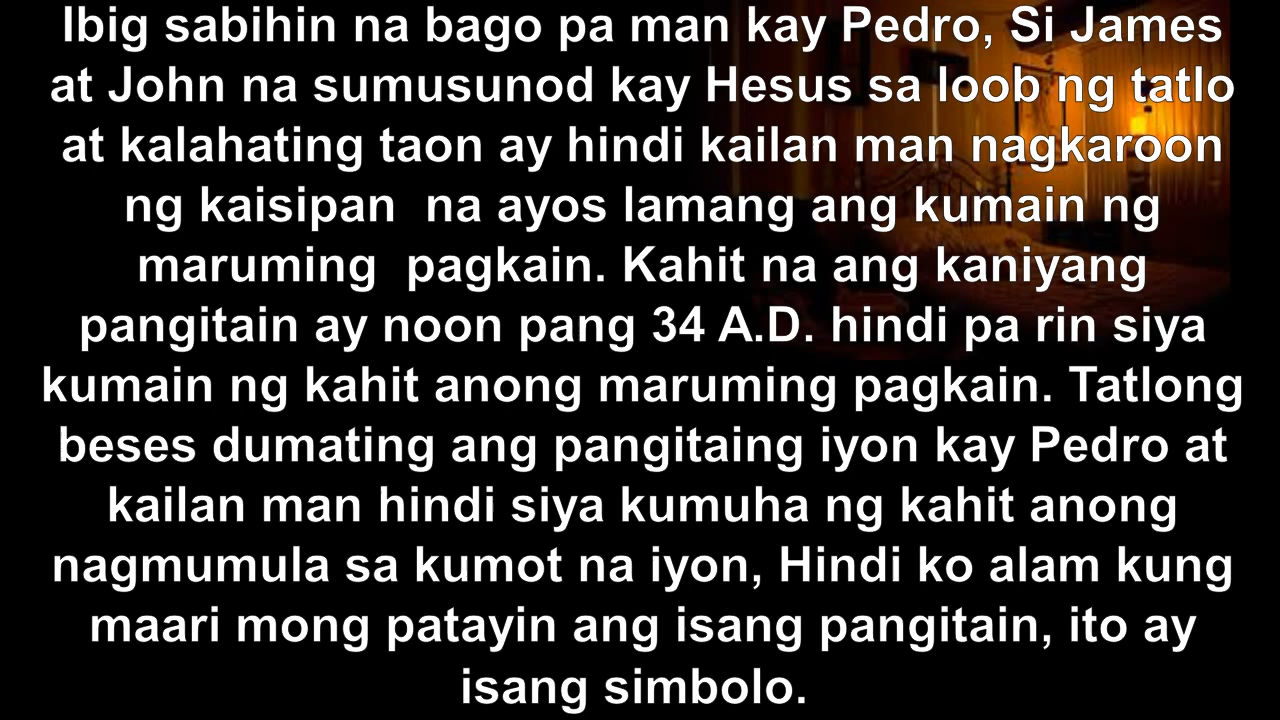 Ibig sabihin na bago pa man kay Pedro, Si James
at John na sumusunod kay Hesus sa loob ng tatlo
at kalahating taon ay hindi kailan man nagkaroon
ng kaisipan  na ayos lamang ang kumain ng
maruming  pagkain. Kahit na ang kaniyang
pangitain ay noon pang 34 A.D. hindi pa rin siya
kumain ng kahit anong maruming pagkain. Tatlong
beses dumating ang pangitaing iyon kay Pedro at
kailan man hindi siya kumuha ng kahit anong
nagmumula sa kumot na iyon, Hindi ko alam kung
maari mong patayin ang isang pangitain, ito ay
isang simbolo.